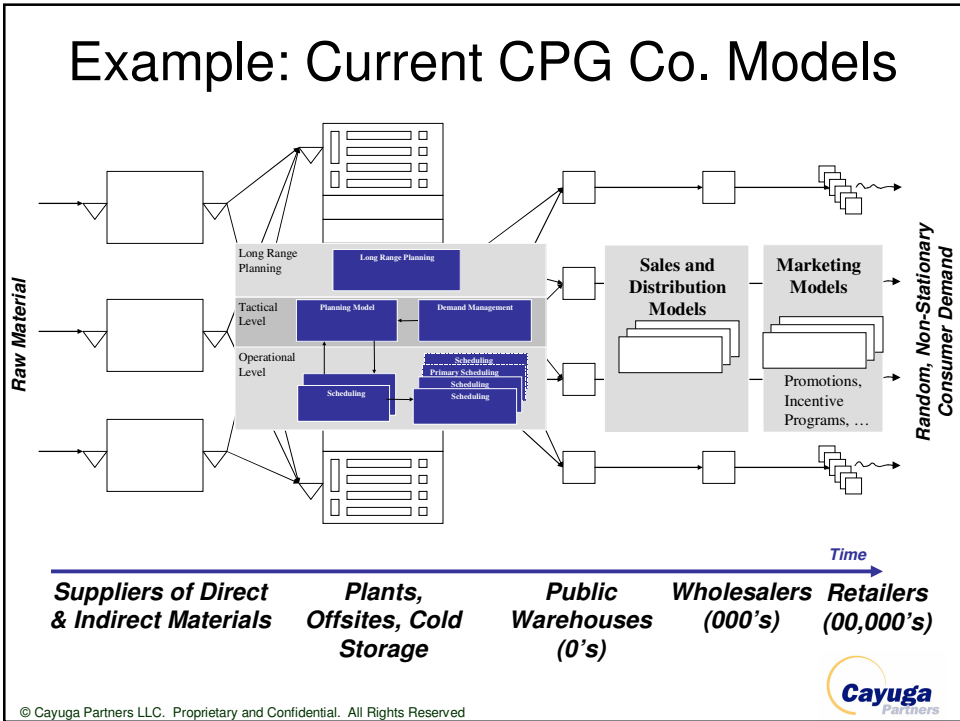 Example: Current CPG Co. Models
Raw Material
Long Range
Planning
Long Range Planning
Tactical
Level
Planning Model
Demand Management
Operational
Level
Scheduling
Scheduling
Primary Scheduling
Scheduling
Scheduling
Sales and
Distribution
Models
Marketing
Models
Promotions,
Incentive
Programs, …
Random, Non-Stationary
Consumer Demand
Time
Suppliers of Direct
& Indirect Materials
Plants,
Offsites, Cold
Storage
Public
Warehouses
(0's)
Wholesalers
(000's)
Retailers
(00,000's)
Cayuga
Partners
© Cayuga Partners LLC. Proprietary and Confidential. All Rights Reserved